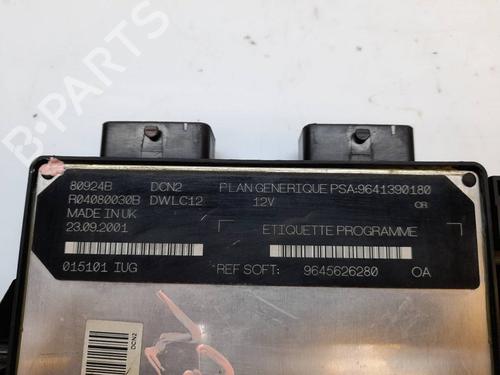 B-PARTS
80924B DCN2 PLAN GENERIQUE PSA:9641390180
R04080030B DWLC12 12V OR
MADE IN UK
23.09.2001 ETIQUETTE PROGRAMME
015101 IUG REF SOFT: 9645626280 OA
DCN2